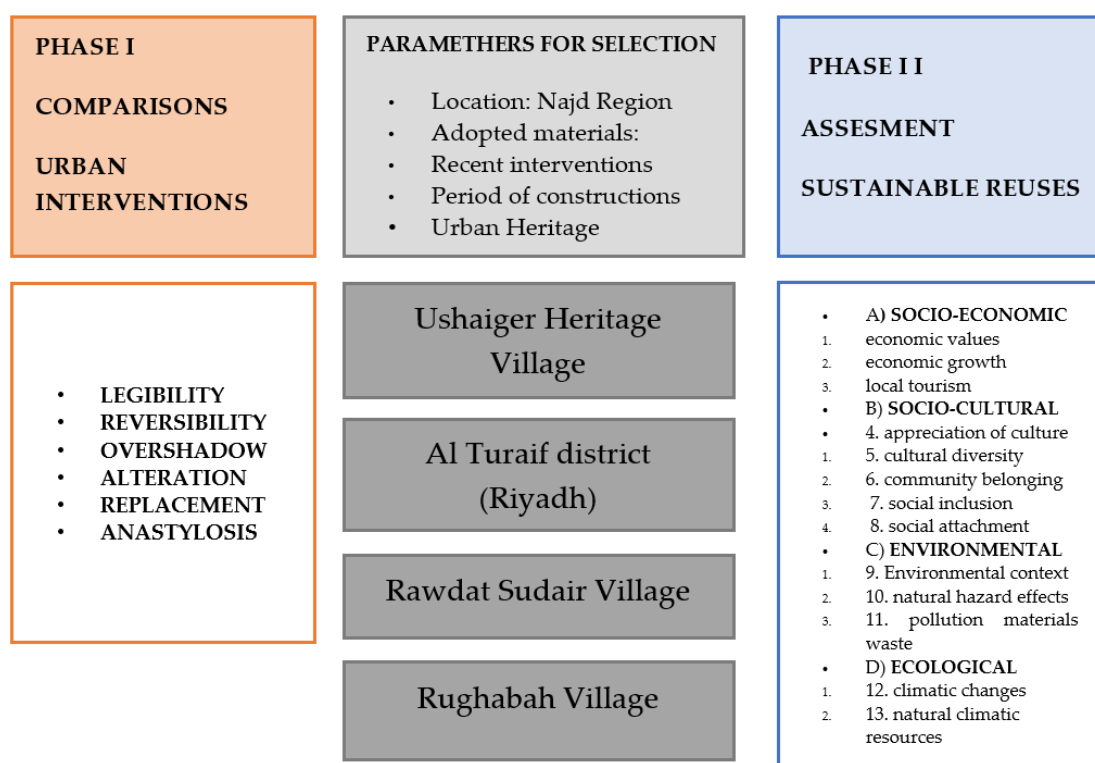 PHASE I
COMPARISONS
URBAN
INTERVENTIONS
PARAMETHERS FOR SELECTION
• Location: Najd Region
• Adopted materials:
• Recent interventions
• Period of constructions
• Urban Heritage
PHASE I I
ASSESMENT
SUSTAINABLE REUSES
• LEGIBILITY
• REVERSIBILITY
• OVERSHADOW
• ALTERATION
• REPLACEMENT
• ANASTYLOSIS
Ushaiger Heritage
Village
Al Turaif district
(Riyadh)
Rawdat Sudair Village
Rughabah Village
• A) SOCIO-ECONOMIC
1. economic values
2. economic growth
3. local tourism
• B) SOCIO-CULTURAL
• 4. appreciation of culture
1. 5. cultural diversity
2. 6. community belonging
3. 7. social inclusion
4. 8. social attachment
• C) ENVIRONMENTAL
1. 9. Environmental context
2. 10. natural hazard effects
3. 11. pollution materials
waste
• D) ECOLOGICAL
1. 12. climatic changes
2. 13. natural climatic
resources